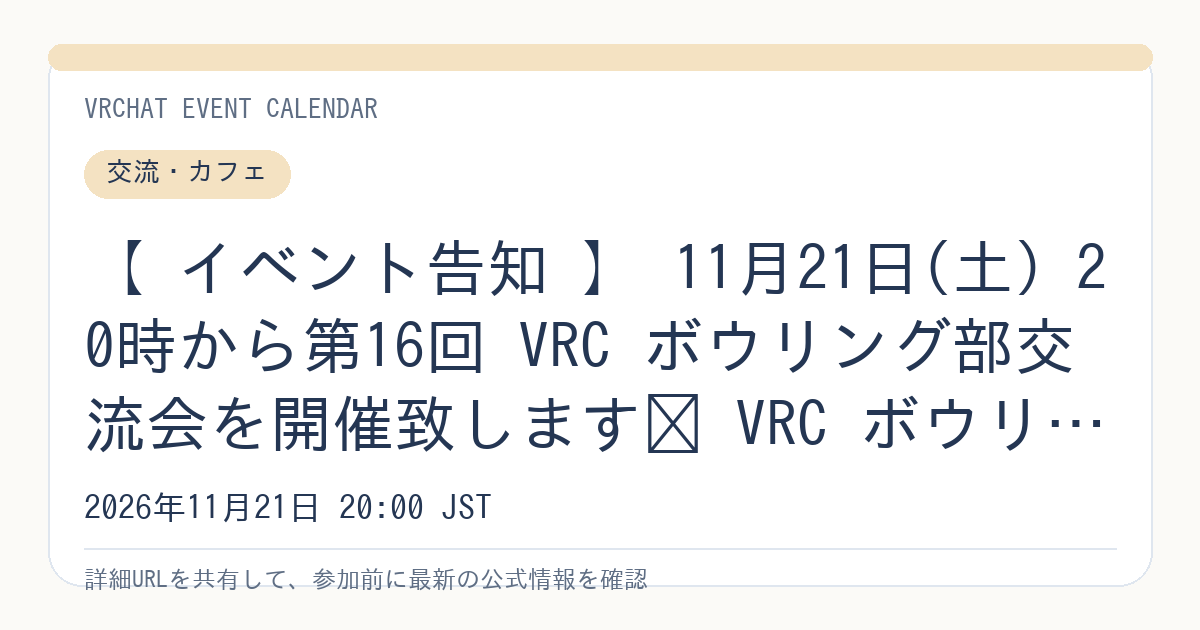 VRCHAT EVENT CALENDAR
交流・カフェ
【 イベント告知 】 11月21日(土) 2
0時から第16回 VRC ボウリング部交
流会を開催致します VRC ボウリ…
2026年11月21日 20:00 JST
詳細URLを共有して、参加前に最新の公式情報を確認